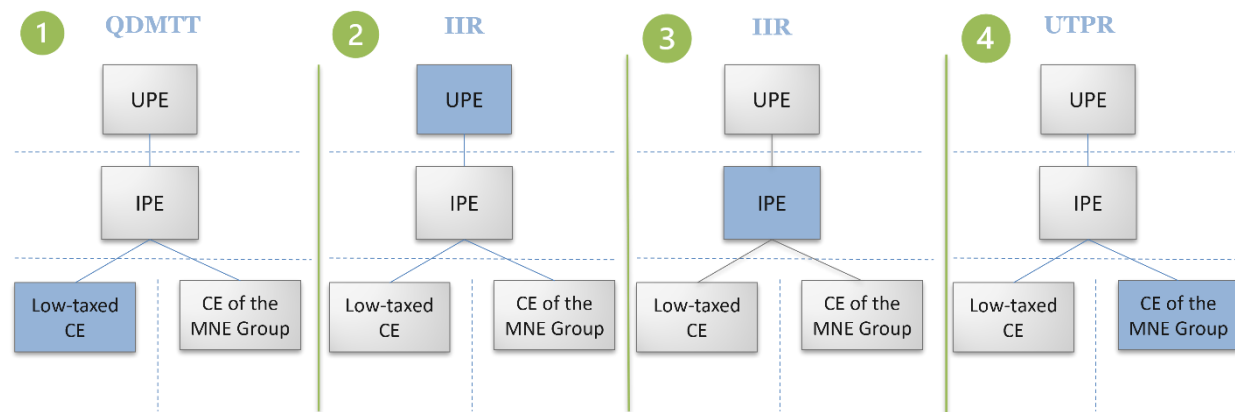 1
QDMTT
UPE
IPE
Low-taxed
CE
CE of the
MNE Group
2
IIR
UPE
IPE
Low-taxed
CE
CE of the
MNE Group
3
IIR
UPE
IPE
Low-taxed
CE
CE of the
MNE Group
4
UTPR
UPE
IPE
Low-taxed
CE
CE of the
MNE Group